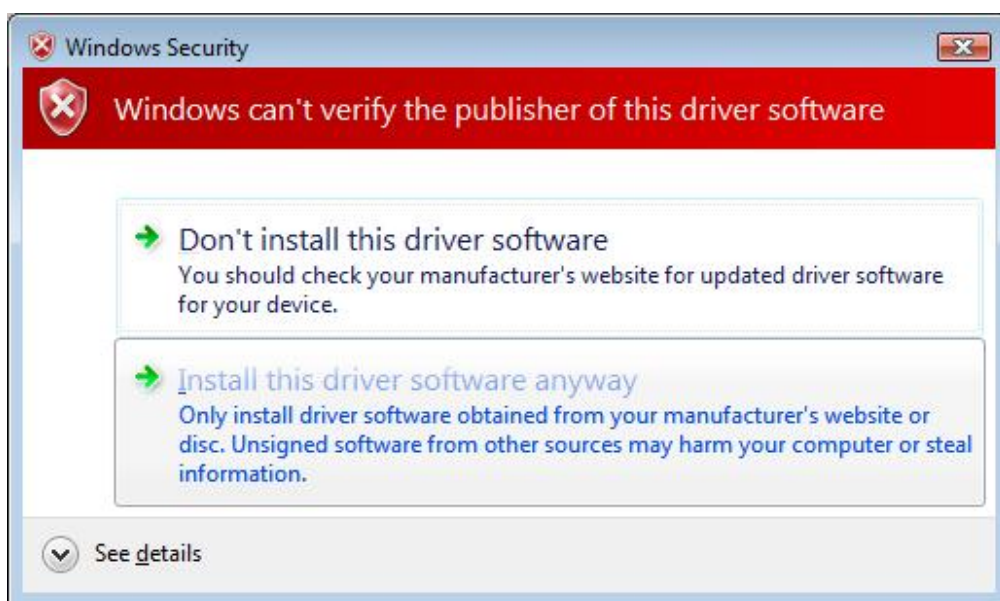 Windows Security
Windows can't verify the publisher of this driver software
Don't install this driver software
You should check your manufacturer's website for updated driver software
for your device.
Install this driver software anyway
Only install driver software obtained from your manufacturer's website or
disc. Unsigned software from other sources may harm your computer or steal
information.
See details